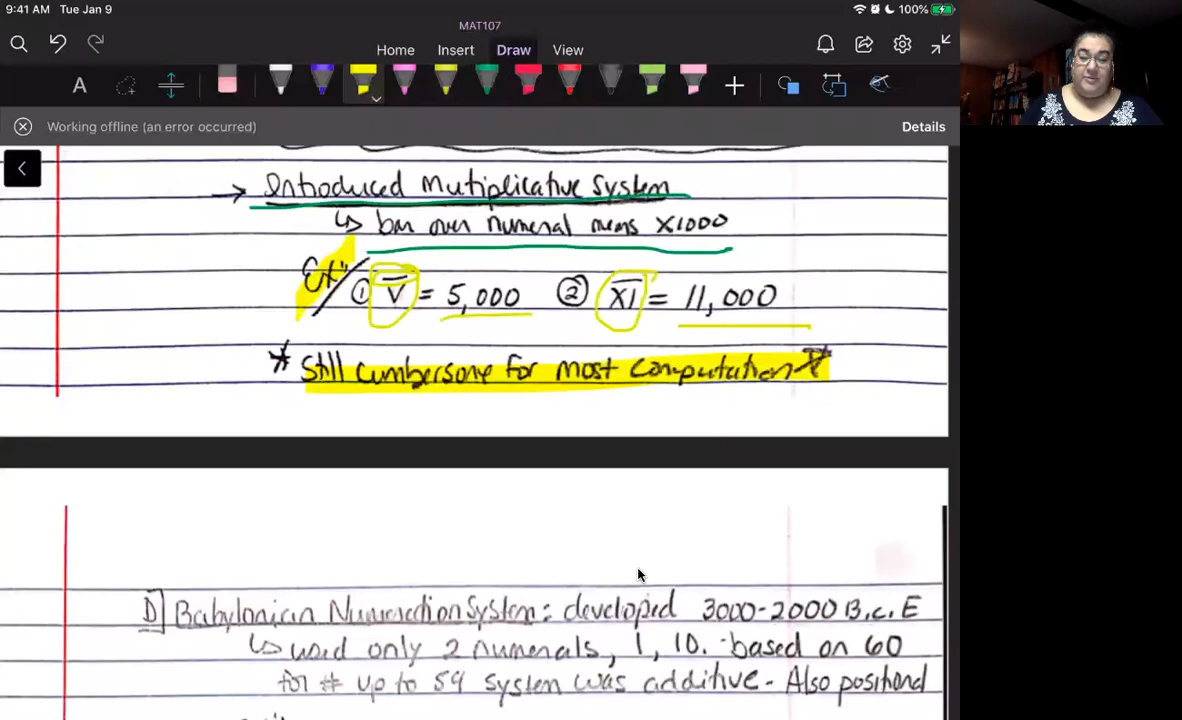 9:41 AM Tue Jan 9
100%
MAT107
Home Insert Draw View
A
Working offline (an error occurred) Details
→ Introduced Mutiplicative System
↳ bar over numeral means X1000
Ex/ ① V̅ = 5,000 ② X̅I̅ = 11,000
* Still cumbersome for most computation *
D] Babylonian Numeration System: developed 3000-2000 B.C.E
↳ used only 2 numerals, 1, 10. based on 60
for # up to 59 system was additive - Also positional